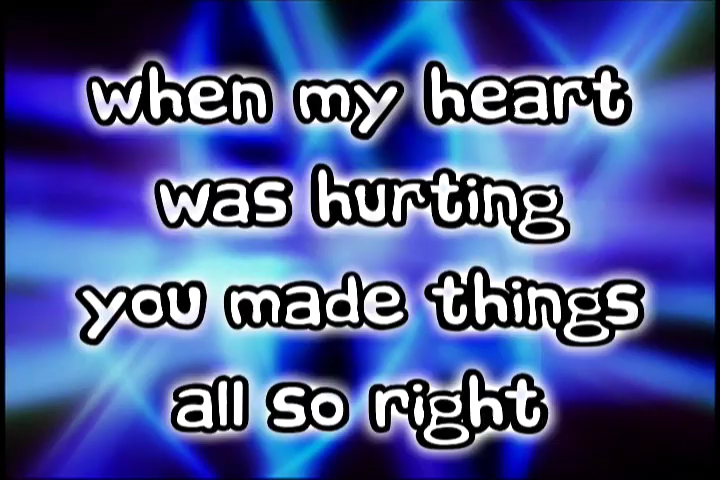 when my heart
was hurting
you made things
all so right